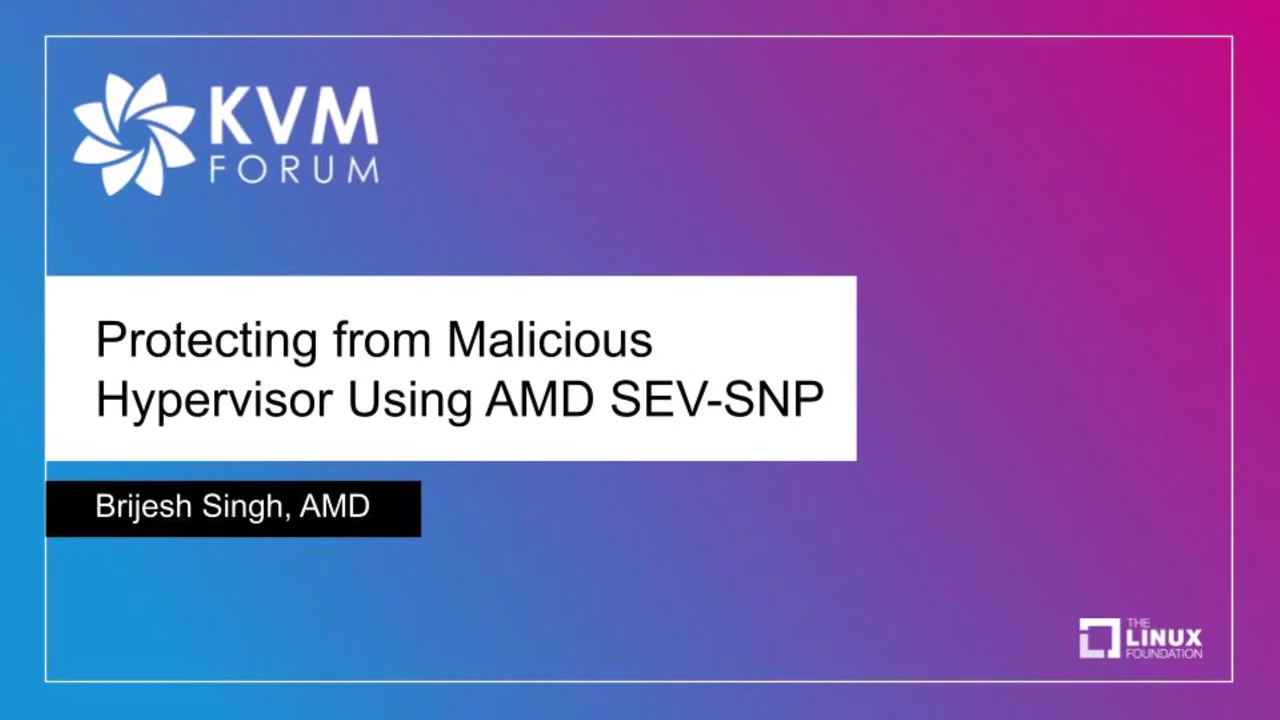 KVM
FORUM
Protecting from Malicious
Hypervisor Using AMD SEV-SNP
Brijesh Singh, AMD
THE
LINUX
FOUNDATION